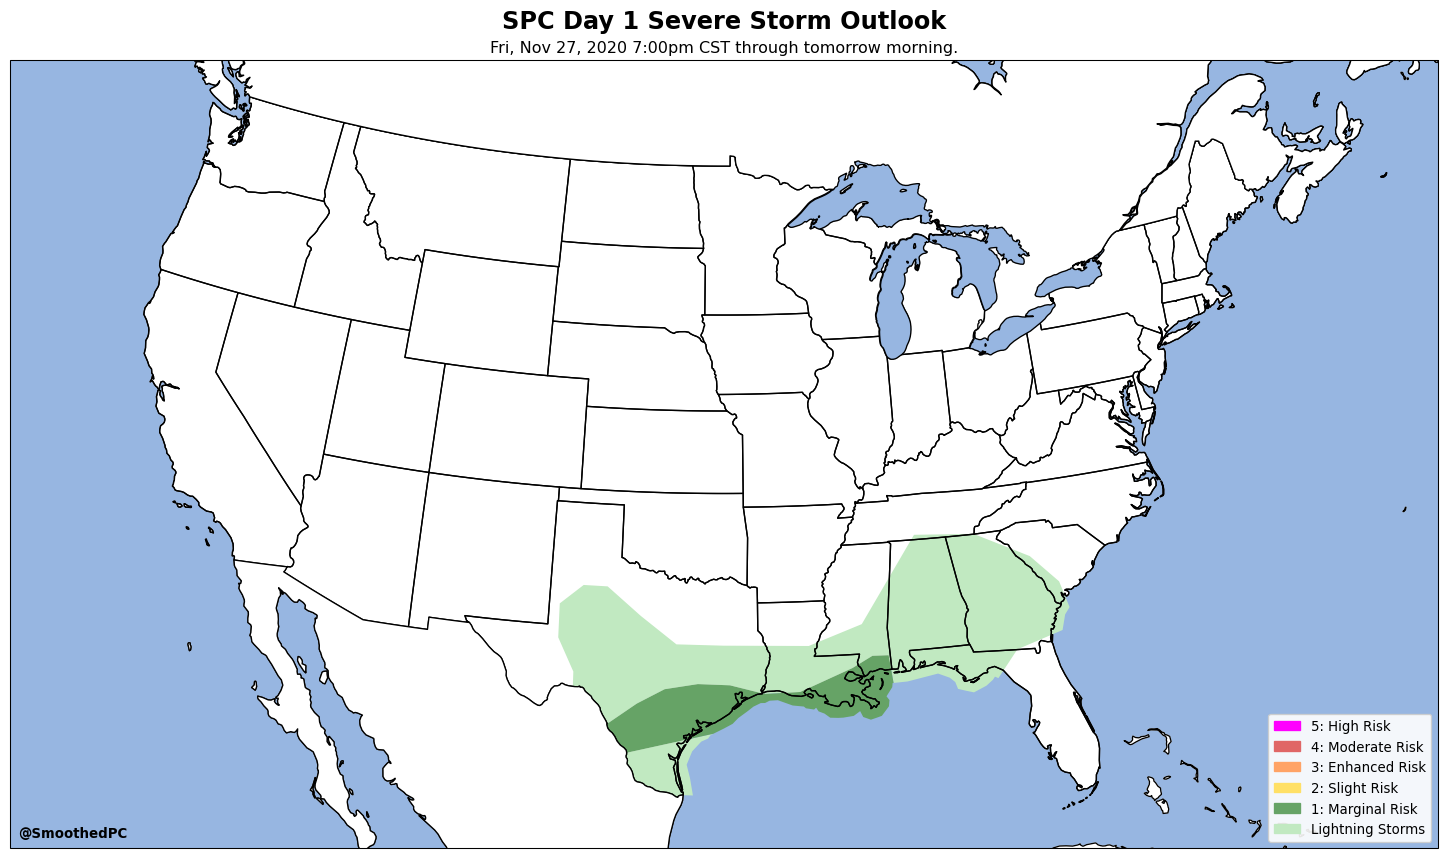 SPC Day 1 Severe Storm Outlook
Fri, Nov 27, 2020 7:00pm CST through tomorrow morning.
5: High Risk
4: Moderate Risk
3: Enhanced Risk
2: Slight Risk
1: Marginal Risk
Lightning Storms
@SmoothedPC